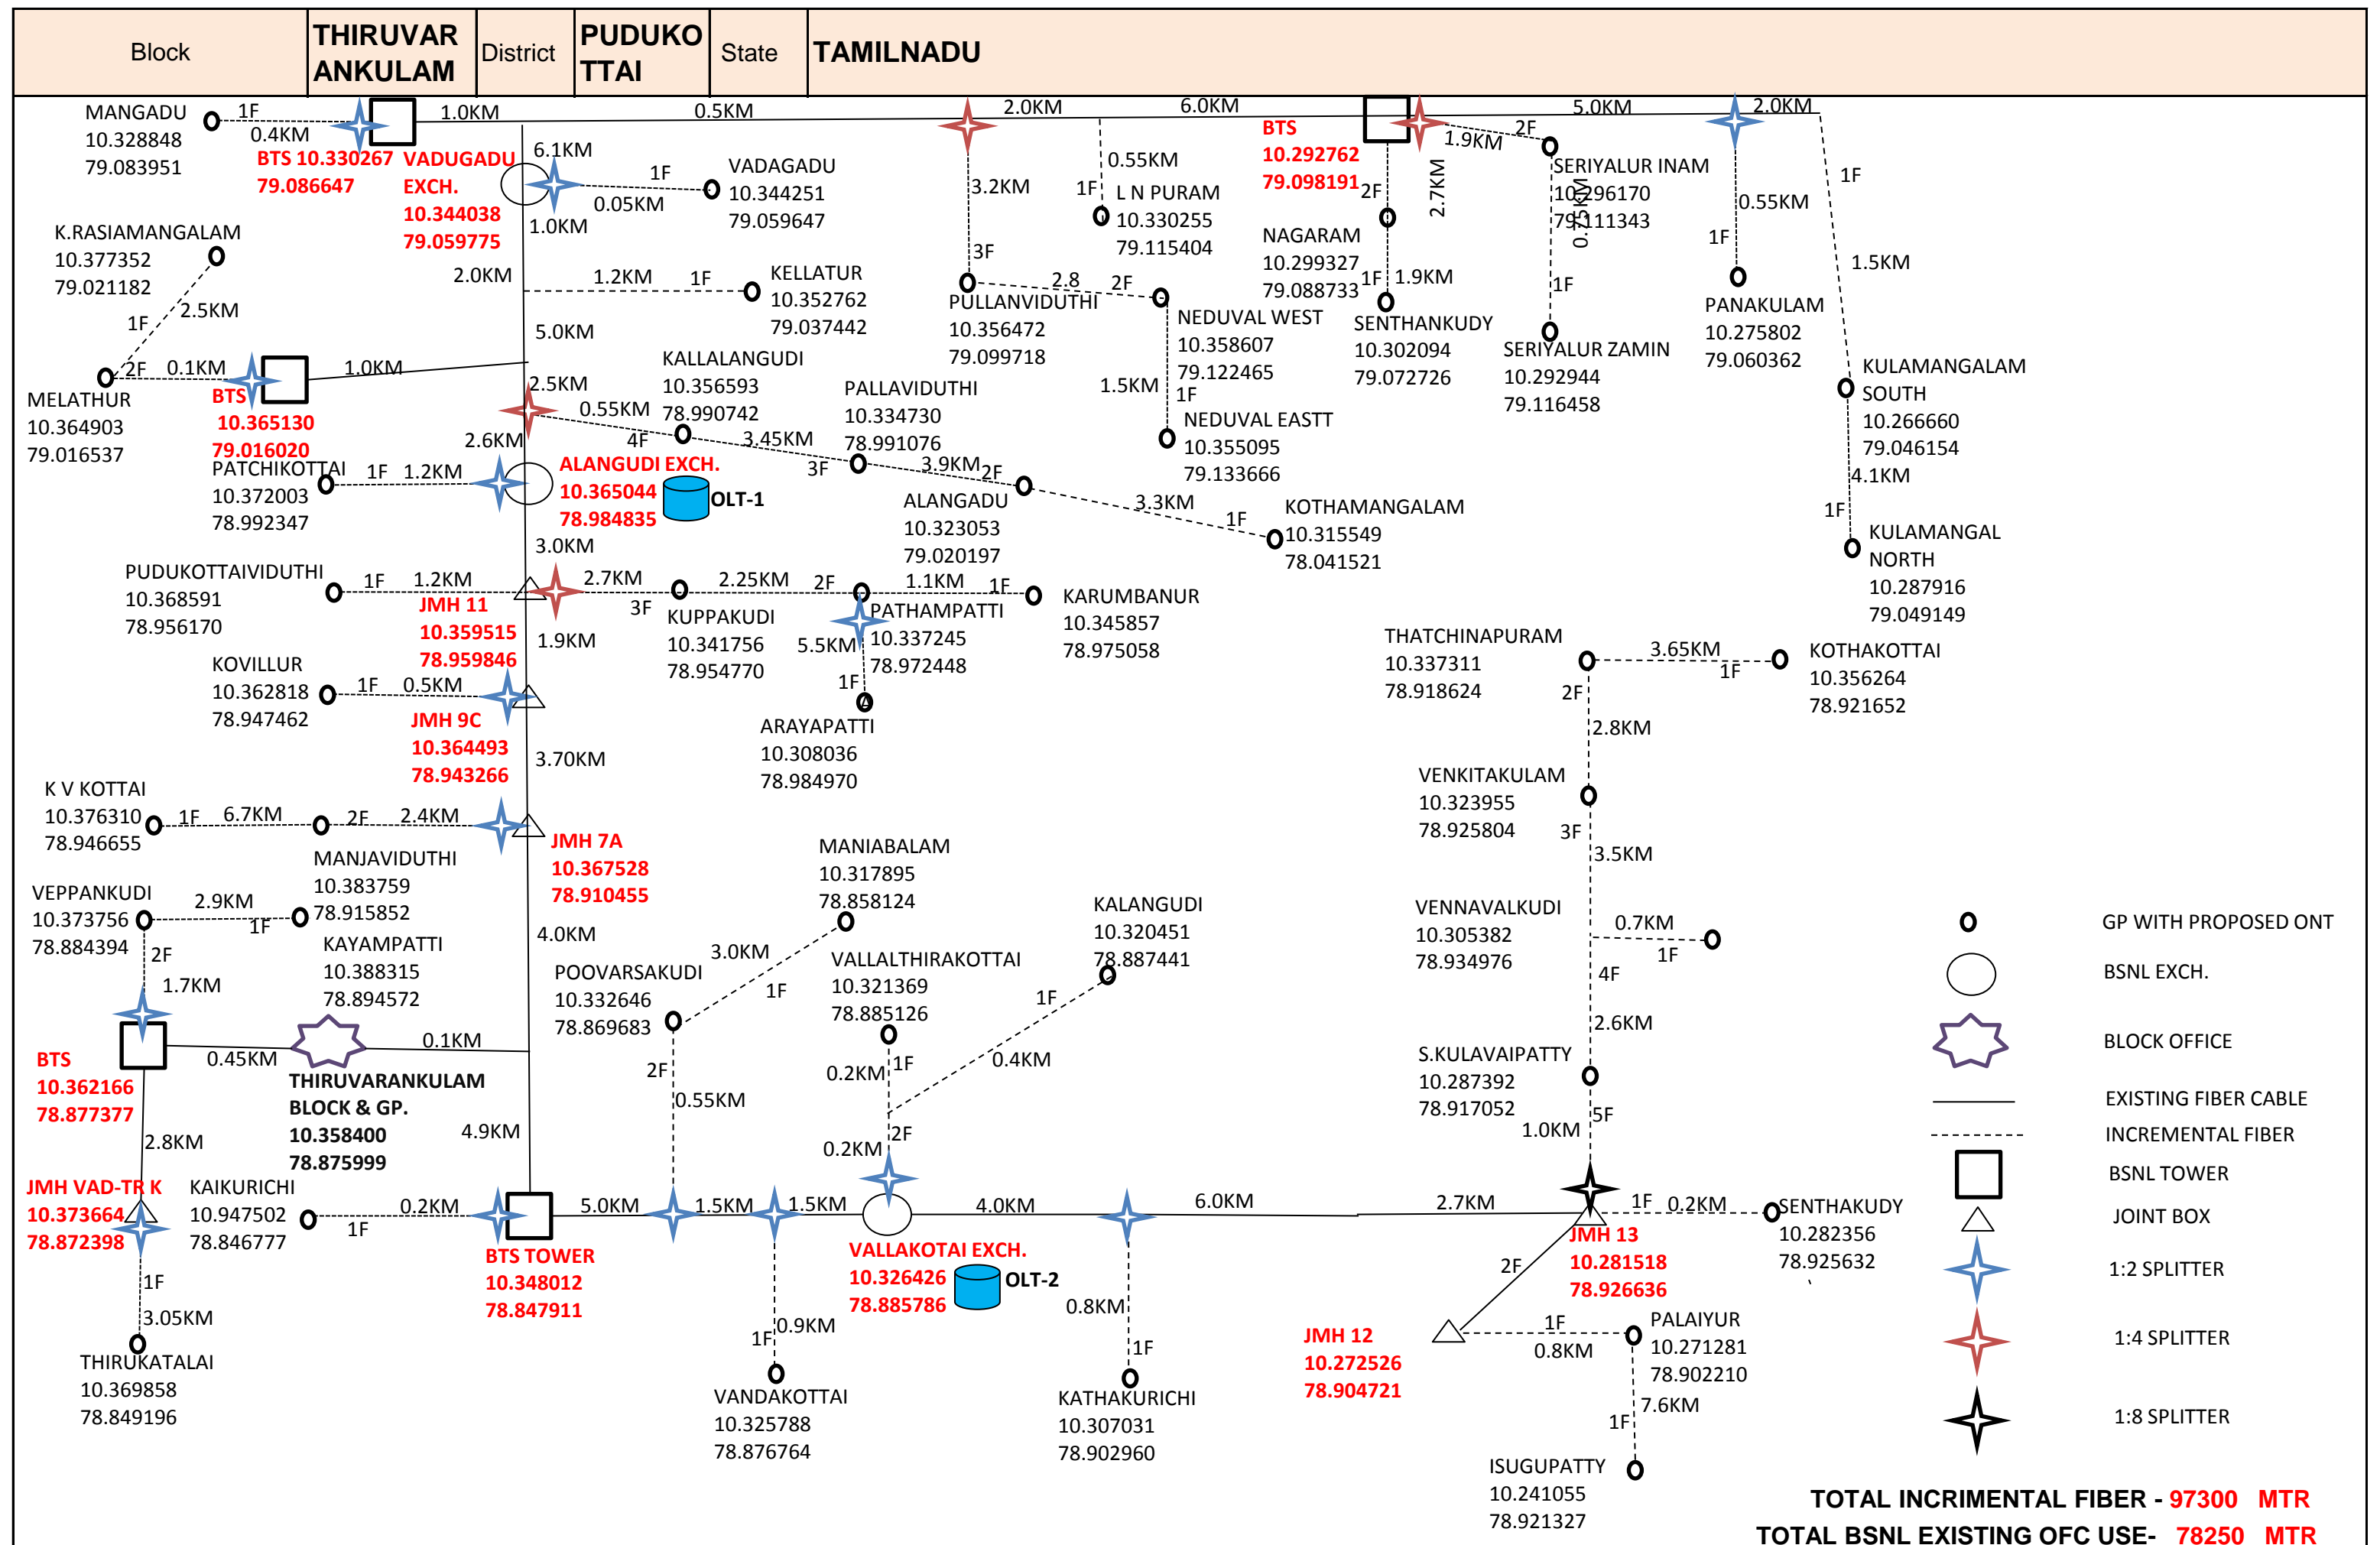 Block
THIRUVAR
ANKULAM
District
PUDUKO
TTAI
State
TAMILNADU
MANGADU
10.328848
79.083951
1F
0.4KM
BTS 10.330267
79.086647
1.0KM
0.5KM
2.0KM
6.0KM
5.0KM
2.0KM
VADUGADU
EXCH.
10.344038
79.059775
6.1KM
1F
0.05KM
VADAGADU
10.344251
79.059647
1.0KM
3.2KM
3F
0.55KM
1F
L N PURAM
10.330255
79.115404
BTS
10.292762
79.098191
2F
2.7KM
1.9KM
2F
SERIYALUR INAM
10.296170
79.111343
0.75KM
1F
0.55KM
1F
1F
1.5KM
K.RASIAMANGALAM
10.377352
79.021182
2.5KM
1F
2.0KM
1.2KM
1F
KELLATUR
10.352762
79.037442
PULLANVIDUTHI
10.356472
79.099718
2.8
2F
NEDUVAL WEST
10.358607
79.122465
1.5KM
1F
NEDUVAL EASTT
10.355095
79.133666
NAGARAM
10.299327
79.088733
1F
1.9KM
SENTHANKUDY
10.302094
79.072726
SERIYALUR ZAMIN
10.292944
79.116458
PANAKULAM
10.275802
79.060362
KULAMANGALAM
SOUTH
10.266660
79.046154
4.1KM
1F
KULAMANGAL
NORTH
10.287916
79.049149
5.0KM
MELATHUR
10.364903
79.016537
2F
0.1KM
BTS
10.365130
79.016020
1.0KM
2.5KM
0.55KM
4F
KALLALANGUDI
10.356593
78.990742
3.45KM
3F
PALLAVIDUTHI
10.334730
78.991076
3.9KM
2F
ALANGADU
10.323053
79.020197
3.3KM
1F
KOTHAMANGALAM
10.315549
78.041521
2.6KM
PATCHIKOTTAI
10.372003
78.992347
1F
1.2KM
ALANGUDI EXCH.
10.365044
78.984835
OLT-1
3.0KM
PUDUKOTTAIVIDUTHI
10.368591
78.956170
1F
1.2KM
JMH 11
10.359515
78.959846
2.7KM
3F
KUPPAKUDI
10.341756
78.954770
2.25KM
2F
PATHAMPATTI
10.337245
78.972448
1.1KM
1F
KARUMBANUR
10.345857
78.975058
5.5KM
1F
ARAYAPATTI
10.308036
78.984970
1.9KM
KOVILLUR
10.362818
78.947462
1F
0.5KM
JMH 9C
10.364493
78.943266
3.70KM
THATCHINAPURAM
10.337311
78.918624
3.65KM
1F
KOTHAKOTTAI
10.356264
78.921652
2F
2.8KM
VENKITAKULAM
10.323955
78.925804
3F
3.5KM
K V KOTTAI
10.376310
78.946655
1F
6.7KM
2F
2.4KM
MANJAVIDUTHI
10.383759
78.915852
JMH 7A
10.367528
78.910455
VEPPANKUDI
10.373756
78.884394
2.9KM
1F
2F
1.7KM
KAYAMPATTI
10.388315
78.894572
4.0KM
MANIABALAM
10.317895
78.858124
3.0KM
1F
POOVARSAKUDI
10.332646
78.869683
2F
0.55KM
VALLALTHIRAKOTTAI
10.321369
78.885126
1F
0.2KM
2F
0.2KM
KALANGUDI
10.320451
78.887441
1F
0.4KM
VENNAVALKUDI
10.305382
78.934976
0.7KM
1F
4F
2.6KM
S.KULAVAIPATTY
10.287392
78.917052
5F
1.0KM
BTS
10.362166
78.877377
0.45KM
0.1KM
THIRUVARANKULAM
BLOCK & GP.
10.358400
78.875999
2.8KM
4.9KM
JMH VAD-TR K
10.373664
78.872398
KAIKURICHI
10.947502
78.846777
0.2KM
1F
BTS TOWER
10.348012
78.847911
5.0KM
1.5KM
1.5KM
VALLAKOTAI EXCH.
10.326426
78.885786
OLT-2
4.0KM
6.0KM
2.7KM
1F
0.2KM
SENTHAKUDY
10.282356
78.925632
JMH 13
10.281518
78.926636
2F
JMH 12
10.272526
78.904721
1F
0.8KM
PALAIYUR
10.271281
78.902210
7.6KM
1F
ISUGUPATTY
10.241055
78.921327
1F
3.05KM
THIRUKATALAI
10.369858
78.849196
0.9KM
1F
VANDAKOTTAI
10.325788
78.876764
0.8KM
1F
KATHAKURICHI
10.307031
78.902960
GP WITH PROPOSED ONT
BSNL EXCH.
BLOCK OFFICE
EXISTING FIBER CABLE
INCREMENTAL FIBER
BSNL TOWER
JOINT BOX
1:2 SPLITTER
1:4 SPLITTER
1:8 SPLITTER
TOTAL INCRIMENTAL FIBER - 97300 MTR
TOTAL BSNL EXISTING OFC USE- 78250 MTR